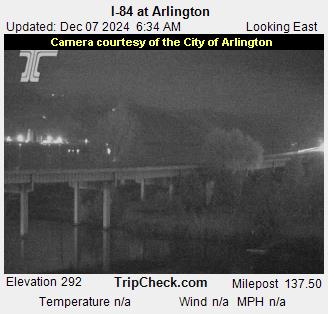 I-84 at Arlington
Updated: Dec 07 2024 6:34 AM Looking East
Camera courtesy of the City of Arlington
Elevation 292 TripCheck.com Milepost 137.50
Temperature n/a Wind n/a MPH n/a